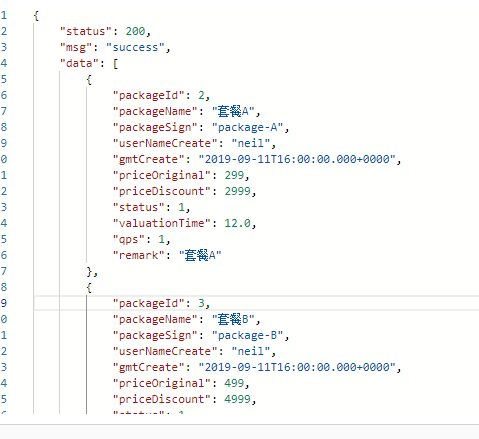 1 {
2 "status": 200,
3 "msg": "success",
4 "data": [
5 {
6 "packageId": 2,
7 "packageName": "套餐A",
8 "packageSign": "package-A",
9 "userNameCreate": "neil",
0 "gmtCreate": "2019-09-11T16:00:00.000+0000",
1 "priceOriginal": 299,
2 "priceDiscount": 2999,
3 "status": 1,
4 "valuationTime": 12.0,
5 "qps": 1,
6 "remark": "套餐A"
7 },
8 {
9 "packageId": 3,
0 "packageName": "套餐B",
1 "packageSign": "package-B",
2 "userNameCreate": "neil",
3 "gmtCreate": "2019-09-11T16:00:00.000+0000",
4 "priceOriginal": 499,
5 "priceDiscount": 4999,